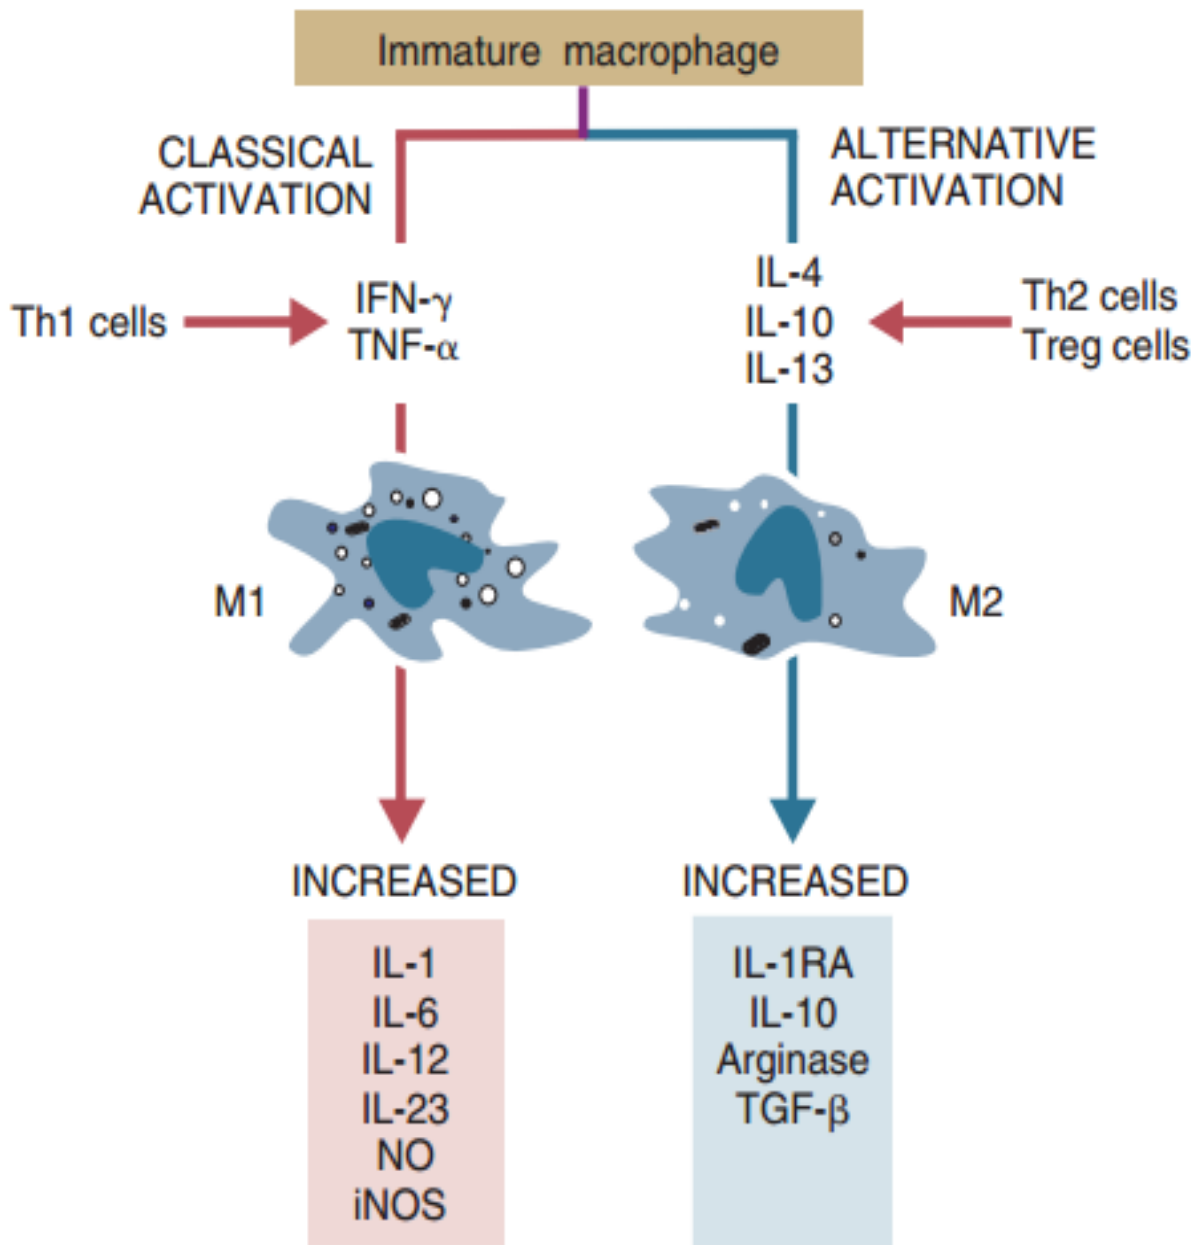 Immature macrophage
CLASSICAL
ACTIVATION
ALTERNATIVE
ACTIVATION
Th1 cells
IFN-γ
TNF-α
IL-4
IL-10
IL-13
Th2 cells
Treg cells
M1
M2
INCREASED
IL-1
IL-6
IL-12
IL-23
NO
iNOS
INCREASED
IL-1RA
IL-10
Arginase
TGF-β